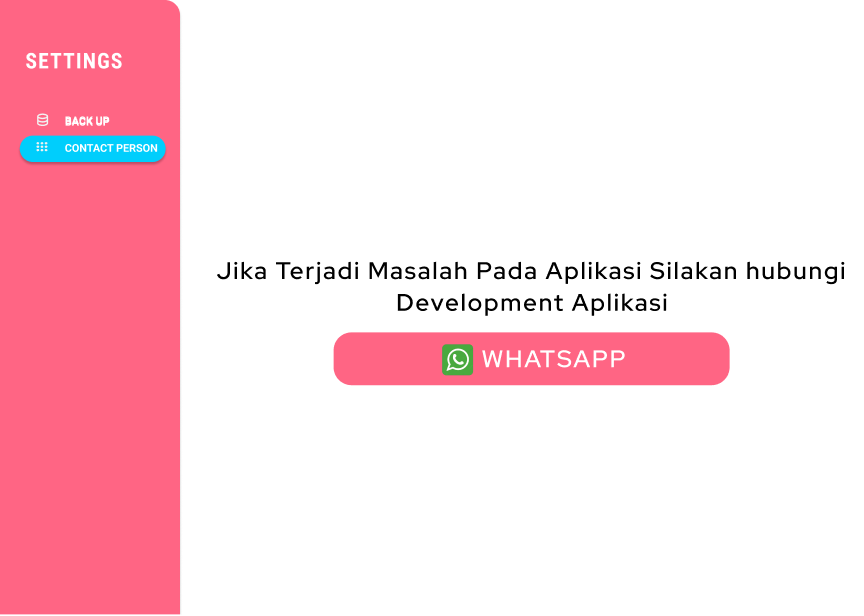 SETTINGS
BACK UP
CONTACT PERSON
Jika Terjadi Masalah Pada Aplikasi Silakan hubungi
Development Aplikasi
WHATSAPP